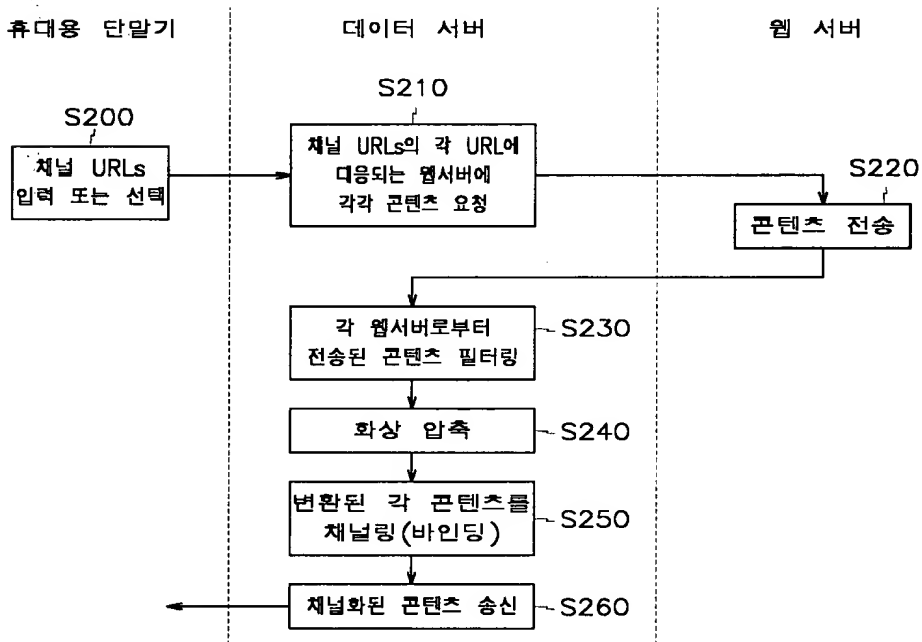 휴대용 단말기
데이터 서버
웹 서버
S200
채널 URLs
입력 또는 선택
S210
채널 URLs의 각 URL에
대응되는 웹서버에
각각 콘텐츠 요청
S220
콘텐츠 전송
각 웹서버로부터
전송된 콘텐츠 필터링
S230
화상 압축
S240
변환된 각 콘텐츠를
채널링(바인딩)
S250
채널화된 콘텐츠 송신
S260